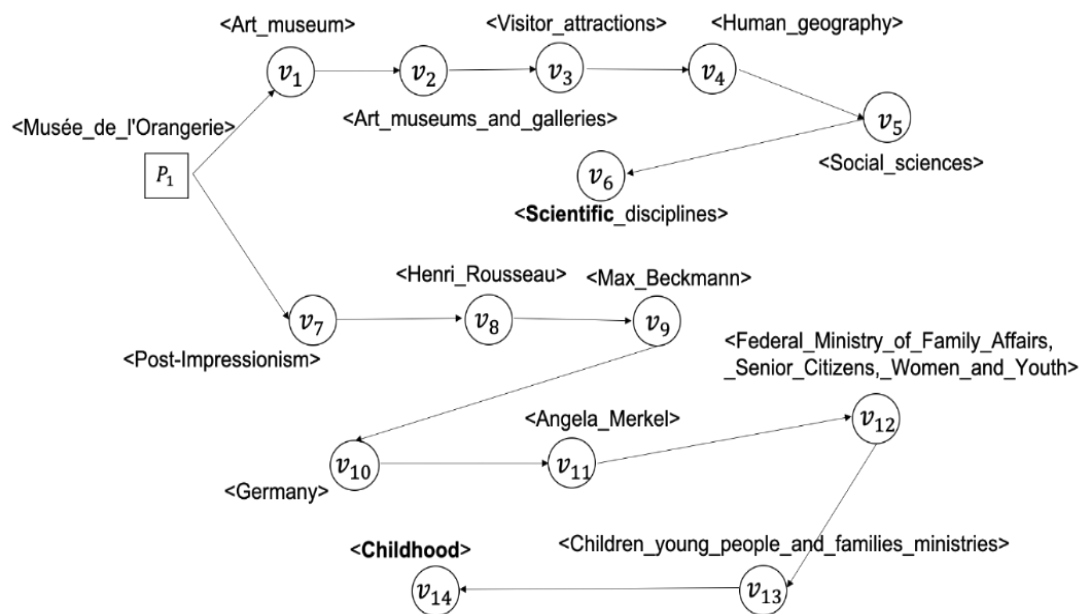 <Art_museum>
<Visitor_attractions>
<Human_geography>
v1
v2
v3
v4
<Musée_de_l'Orangerie>
<Art_museums_and_galleries>
v5
P1
v6
<Social_sciences>
<Scientific_disciplines>
<Henri_Rousseau>
<Max_Beckmann>
v7
v8
v9
<Post-Impressionism>
<Federal_Ministry_of_Family_Affairs,
_Senior_Citizens,_Women_and_Youth>
<Angela_Merkel>
v12
v10
v11
<Germany>
<Childhood>
<Children_young_people_and_families_ministries>
v14
v13